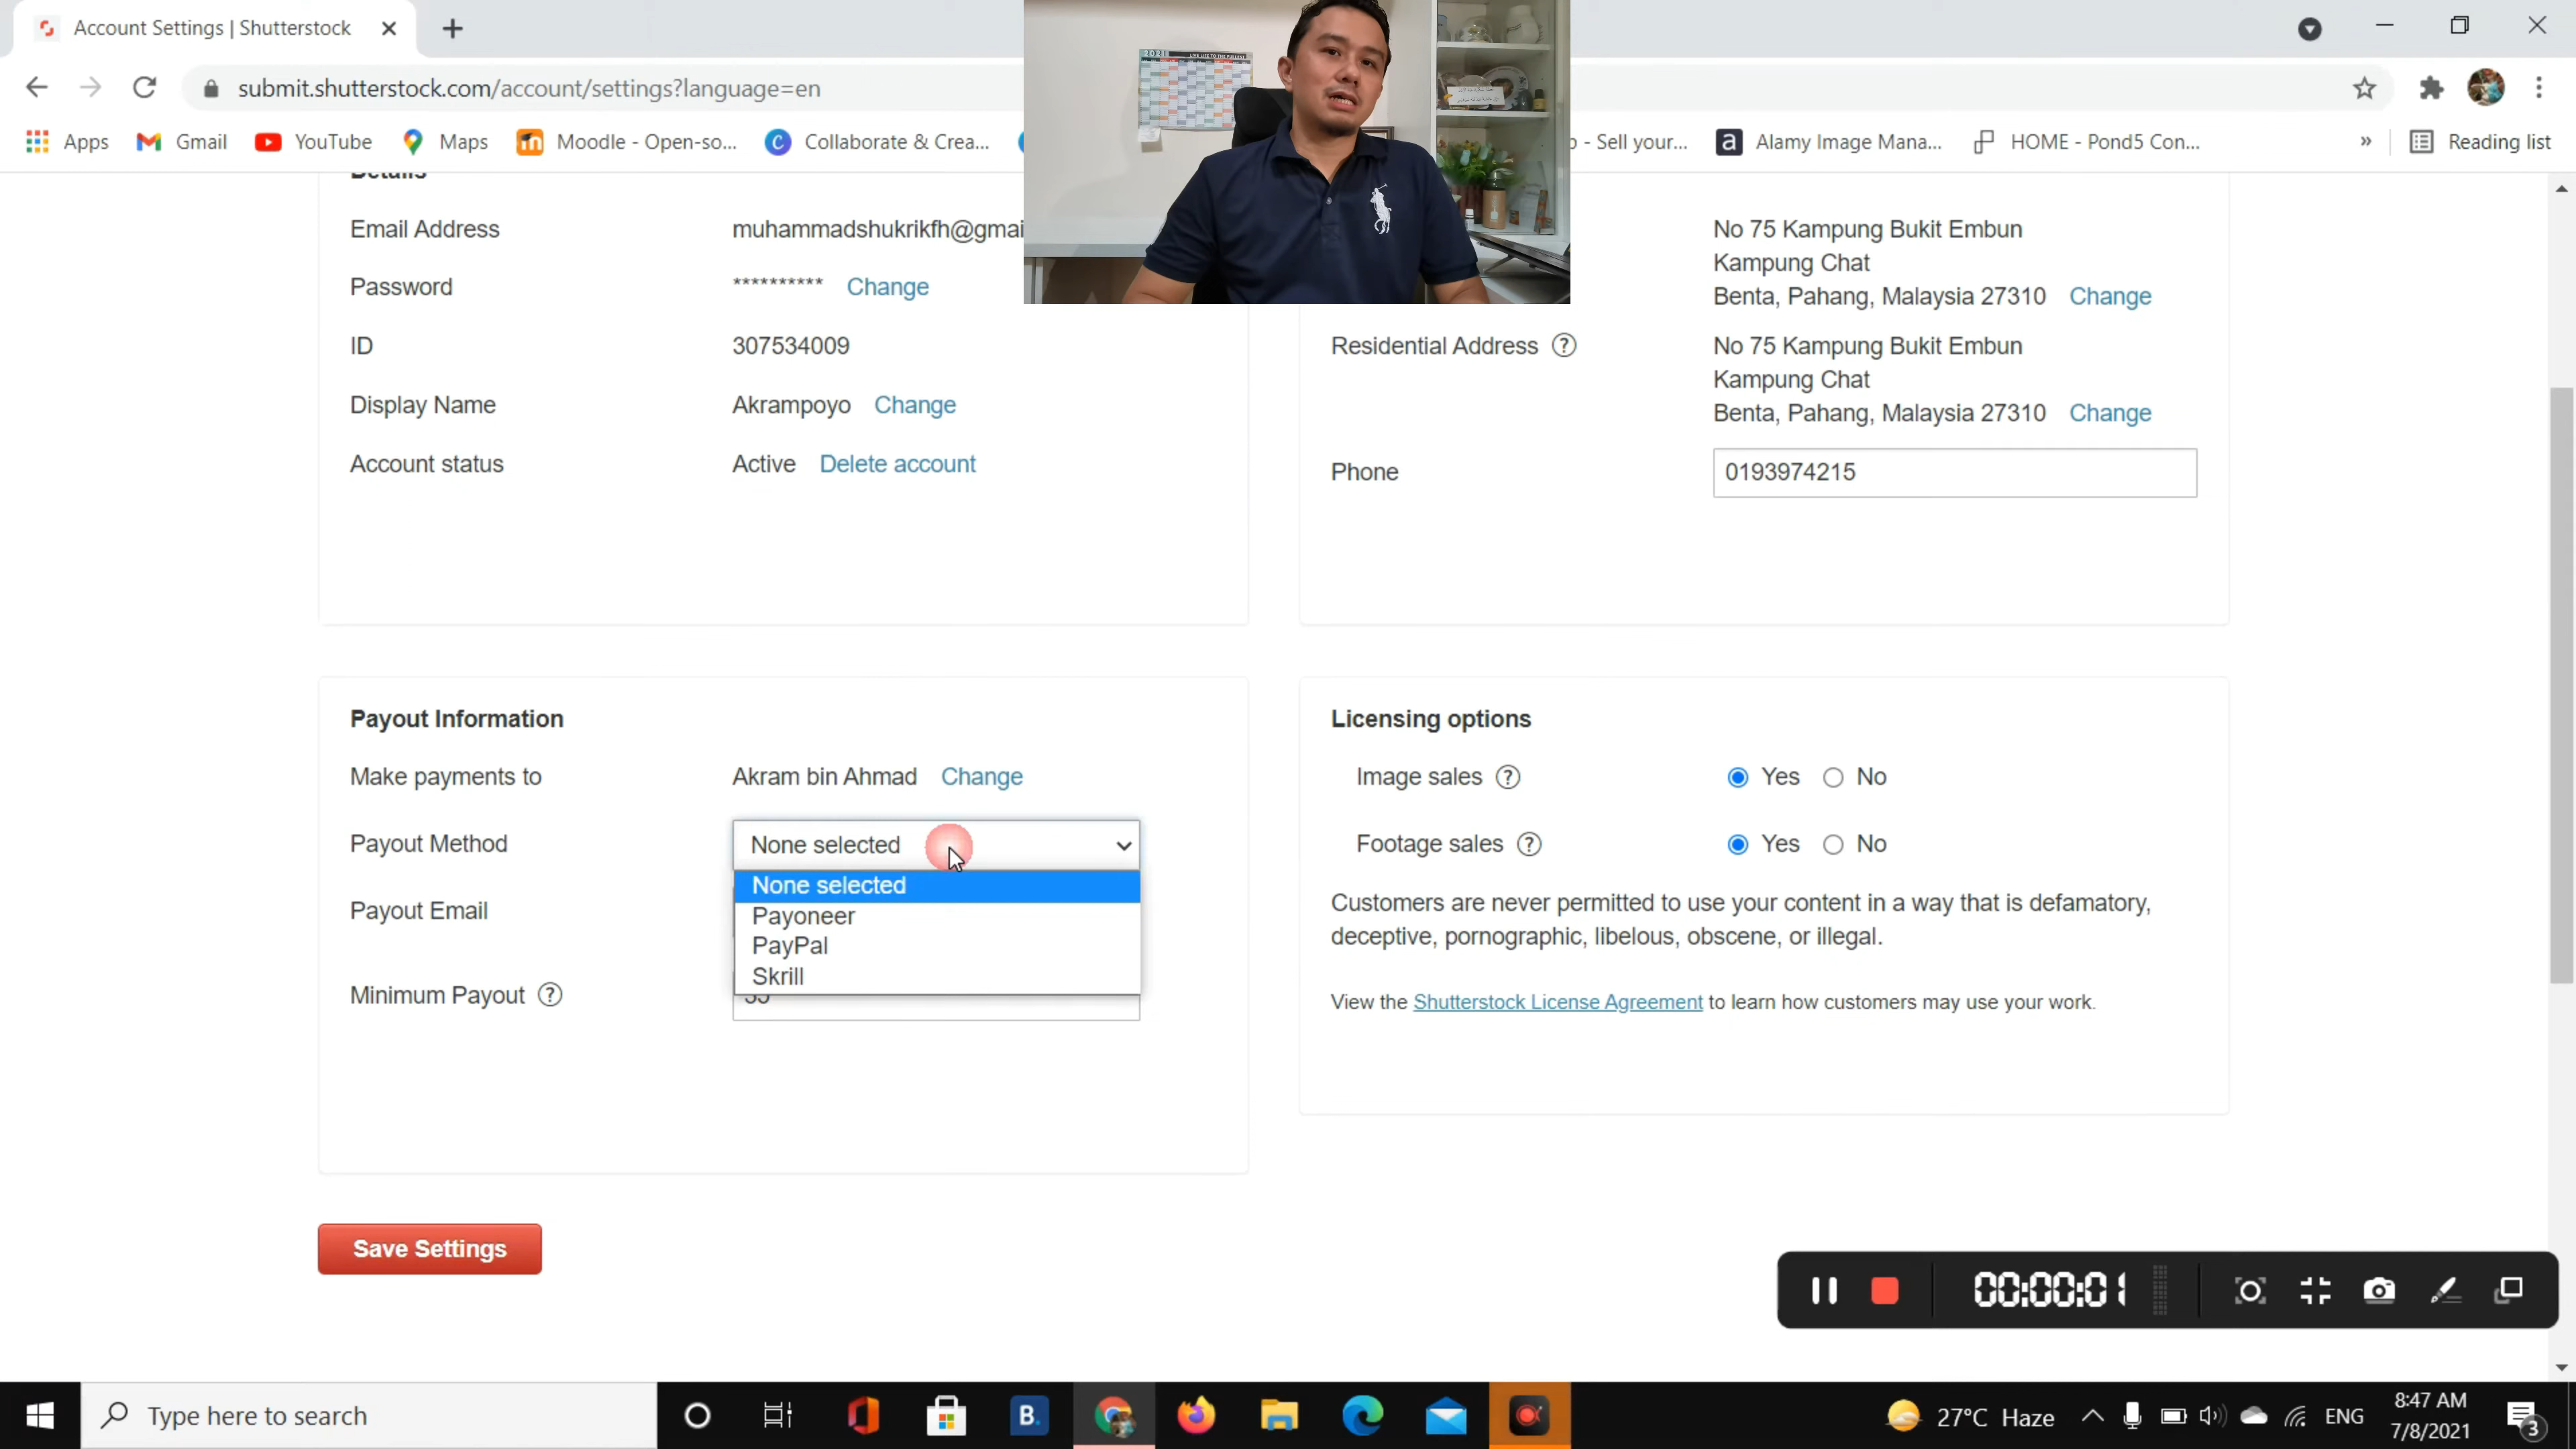 Account Settings | Shutterstock
submit.shutterstock.com/account/settings?language=en
Apps
Gmail
YouTube
Maps
Moodle - Open-so...
Collaborate & Crea...
- Sell your...
Alamy Image Mana...
HOME - Pond5 Con...
»
Reading list
2021
Details
Email Address
muhammadshukrikfh@gmai
Password
**********
Change
ID
307534009
Display Name
Akrampoyo
Change
Account status
Active
Delete account
No 75 Kampung Bukit Embun
Kampung Chat
Benta, Pahang, Malaysia 27310
Change
Residential Address
No 75 Kampung Bukit Embun
Kampung Chat
Benta, Pahang, Malaysia 27310
Change
Phone
0193974215
Payout Information
Make payments to
Akram bin Ahmad
Change
Payout Method
None selected
None selected
Payoneer
PayPal
Skrill
Payout Email
Minimum Payout
Licensing options
Image sales
Yes
No
Footage sales
Yes
No
Customers are never permitted to use your content in a way that is defamatory,
deceptive, pornographic, libelous, obscene, or illegal.
View the Shutterstock License Agreement to learn how customers may use your work.
Save Settings
00:00:01
Type here to search
B.
27°C Haze
ENG
8:47 AM
7/8/2021
3